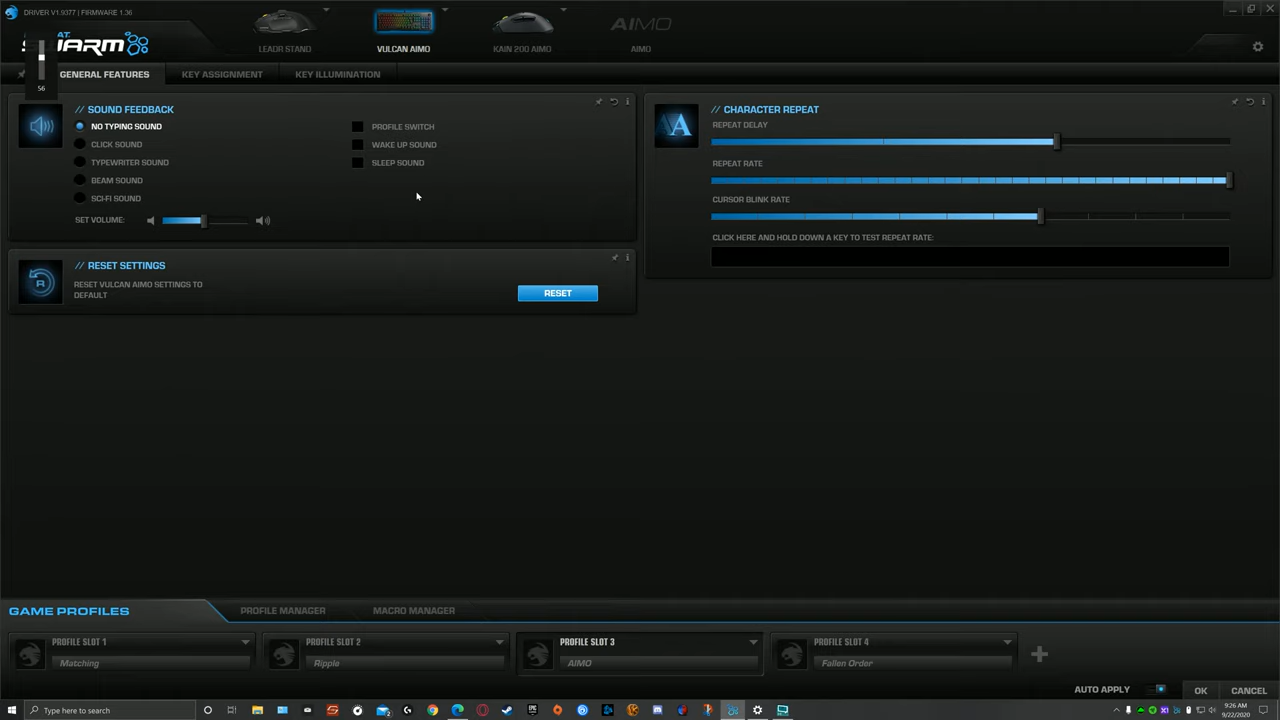 DRIVER V1.9377 | FIRMWARE 1.36
LEADR STAND
VULCAN AIMO
KAIN 200 AIMO
AIMO
AIMO
56
GENERAL FEATURES
KEY ASSIGNMENT
KEY ILLUMINATION
// SOUND FEEDBACK
NO TYPING SOUND
CLICK SOUND
TYPEWRITER SOUND
BEAM SOUND
SCI-FI SOUND
PROFILE SWITCH
WAKE UP SOUND
SLEEP SOUND
SET VOLUME:
// CHARACTER REPEAT
REPEAT DELAY
REPEAT RATE
CURSOR BLINK RATE
CLICK HERE AND HOLD DOWN A KEY TO TEST REPEAT RATE:
// RESET SETTINGS
RESET VULCAN AIMO SETTINGS TO
DEFAULT
RESET
GAME PROFILES
PROFILE MANAGER
MACRO MANAGER
PROFILE SLOT 1
Matching
PROFILE SLOT 2
Ripple
PROFILE SLOT 3
AIMO
PROFILE SLOT 4
Fallen Order
AUTO APPLY
OK
CANCEL
Type here to search
9:26 AM
9/22/2020